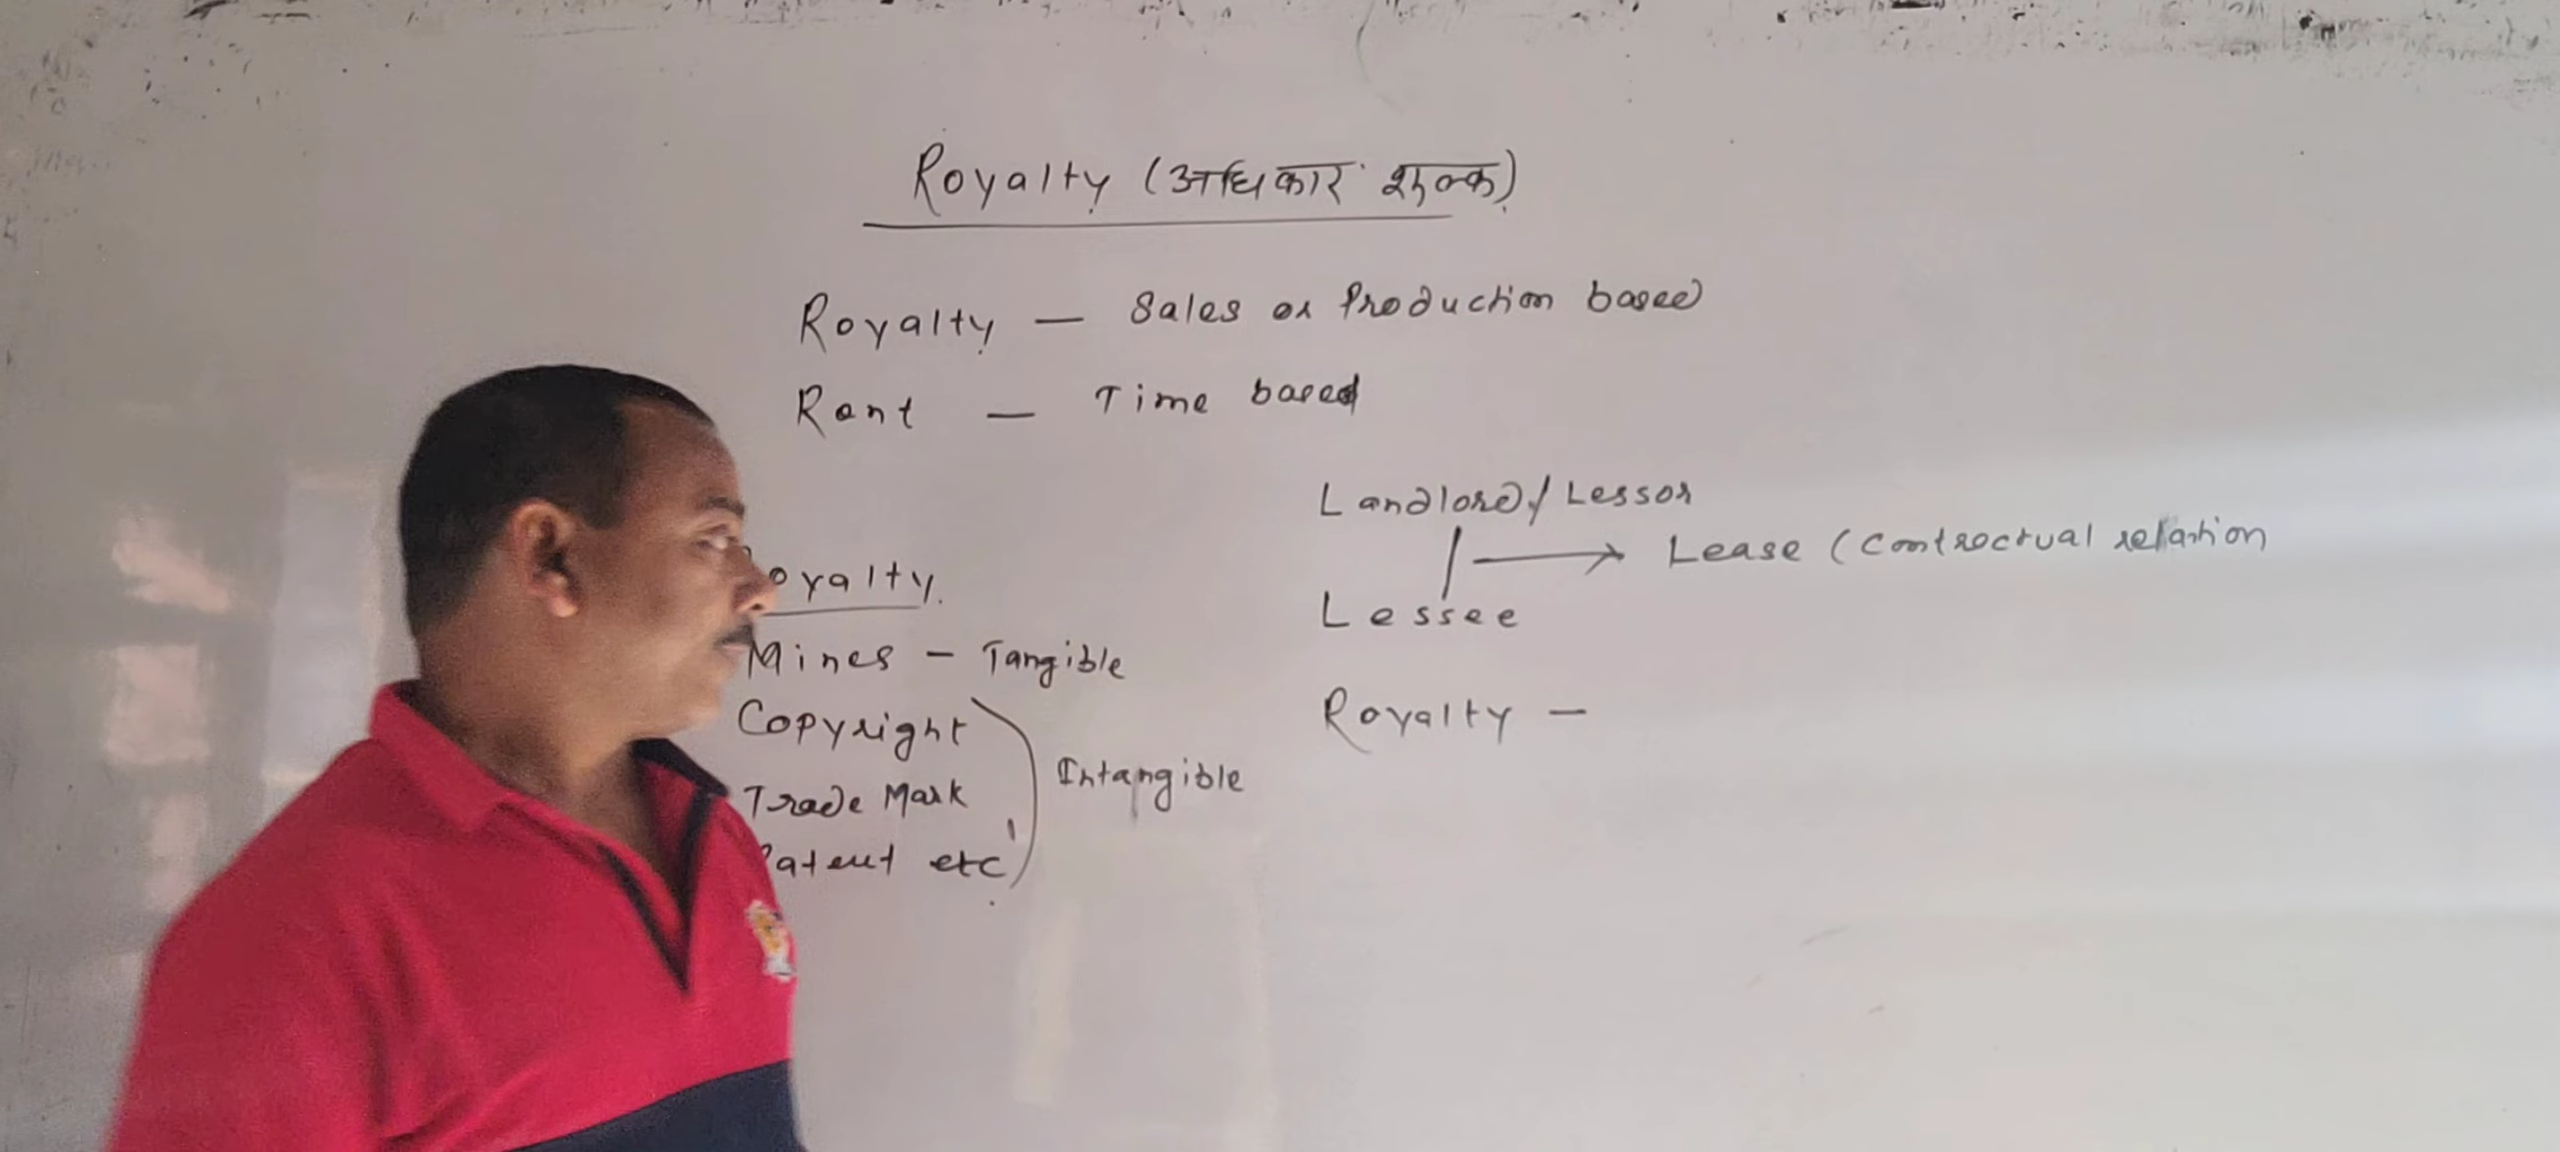 Royalty (अधिकार शुल्क)
Royalty — Sales or Production based
Rent — Time based
oyalty
Mines - Tangible
Copyright
Trade Mark
Patent etc
Intangible
Landlord/Lessor
Lease (Contractual relation
Lessee
Royalty -